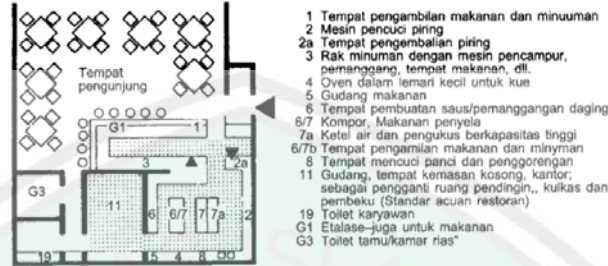 Tempat
pengunjung
G1
1
3
2a
G3
11
6
6/7
7
7a
2
19
5
4
8
1 Tempat pengambilan makanan dan minuuman
2 Mesin pencuci piring
2a Tempat pengembalian piring
3 Rak minuman dengan mesin pencampur,
pemanggang, tempat makanan, dll.
4 Oven dalam lemari kecil untuk kue
5 Gudang makanan
6 Tempat pembuatan saus/pemanggangan daging
6/7 Kompor, Makanan penyela
7a Ketel air dan pengukus berkapasitas tinggi
6/7b Tempat pengamilan makanan dan minyman
8 Tempat mencuci panci dan penggorengan
11 Gudang, tempat kemasan kosong, kantor;
sebagai pengganti ruang pendingin,, kulkas dan
pembeku (Standar acuan restoran)
19 Toilet karyawan
G1 Etalase–juga untuk makanan
G3 Toilet tamu/kamar rias"